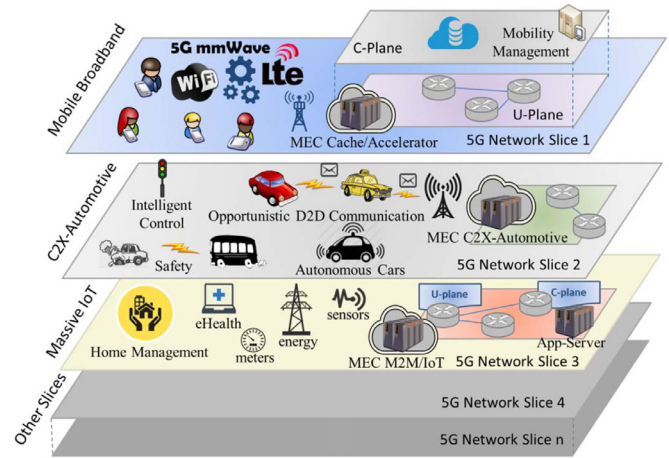 C-Plane
Mobility
Management
5G mmWave
WiFi
Lte
U-Plane
MEC Cache/Accelerator
5G Network Slice 1
Mobile Broadband
Intelligent
Control
Opportunistic D2D Communication
MEC C2X-Automotive
Safety
Autonomous Cars
5G Network Slice 2
C2X-Automotive
U-plane
C-plane
eHealth
sensors
Home Management
meters
energy
MEC M2M/IoT
App-Server
5G Network Slice 3
Massive IoT
5G Network Slice 4
5G Network Slice n
Other Slices